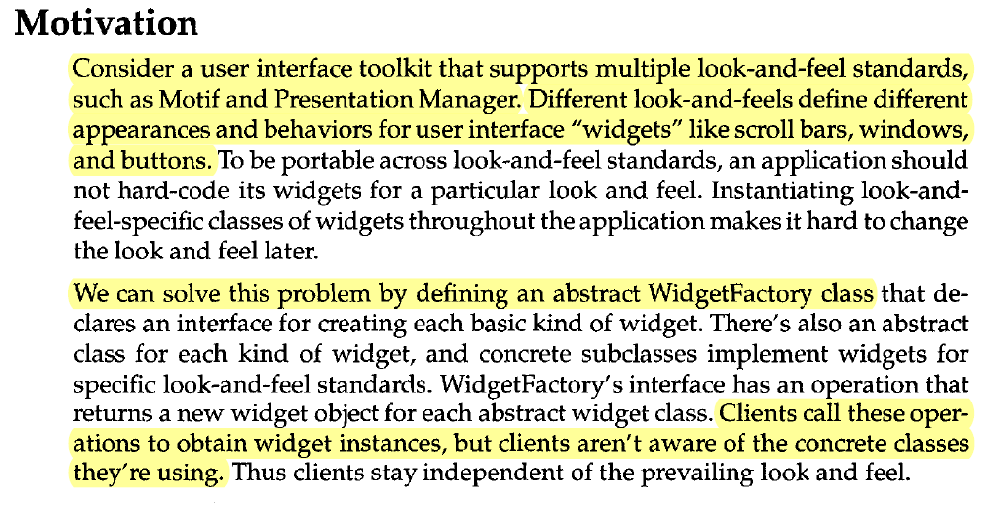 Motivation
Consider a user interface toolkit that supports multiple look-and-feel standards,
such as Motif and Presentation Manager. Different look-and-feels define different
appearances and behaviors for user interface “widgets” like scroll bars, windows,
and buttons. To be portable across look-and-feel standards, an application should
not hard-code its widgets for a particular look and feel. Instantiating look-and-
feel-specific classes of widgets throughout the application makes it hard to change
the look and feel later.
We can solve this problem by defining an abstract WidgetFactory class that de-
clares an interface for creating each basic kind of widget. There's also an abstract
class for each kind of widget, and concrete subclasses implement widgets for
specific look-and-feel standards. WidgetFactory's interface has an operation that
returns a new widget object for each abstract widget class. Clients call these oper-
ations to obtain widget instances, but clients aren't aware of the concrete classes
they're using. Thus clients stay independent of the prevailing look and feel.